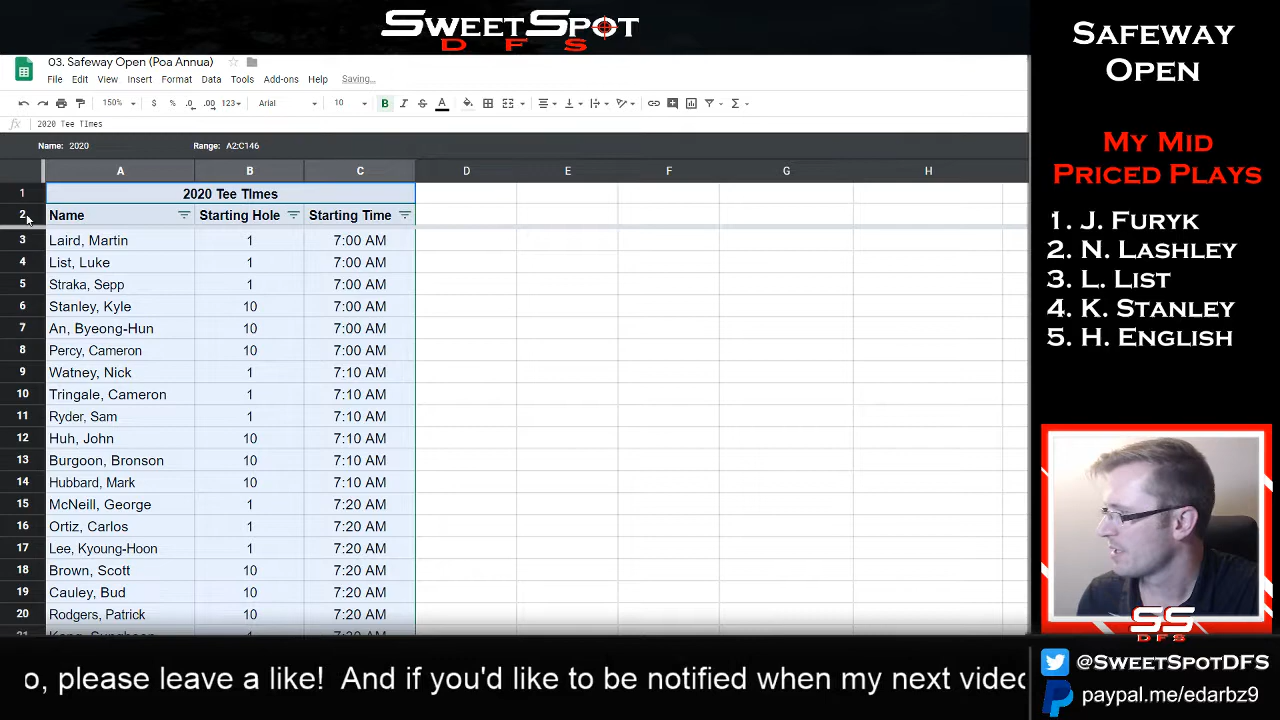 SweetSpot
DFS
03. Safeway Open (Poa Annua)
File Edit View Insert Format Data Tools Add-ons Help Saving...
150% $ % .0 .00 123 Arial 10 B I S A
fx 2020 Tee TImes
Name: 2020 Range: A2:C146
A B C D E F G H
1 2020 Tee TImes
2 Name Starting Hole Starting Time
3 Laird, Martin 1 7:00 AM
4 List, Luke 1 7:00 AM
5 Straka, Sepp 1 7:00 AM
6 Stanley, Kyle 10 7:00 AM
7 An, Byeong-Hun 10 7:00 AM
8 Percy, Cameron 10 7:00 AM
9 Watney, Nick 1 7:10 AM
10 Tringale, Cameron 1 7:10 AM
11 Ryder, Sam 1 7:10 AM
12 Huh, John 10 7:10 AM
13 Burgoon, Bronson 10 7:10 AM
14 Hubbard, Mark 10 7:10 AM
15 McNeill, George 1 7:20 AM
16 Ortiz, Carlos 1 7:20 AM
17 Lee, Kyoung-Hoon 1 7:20 AM
18 Brown, Scott 10 7:20 AM
19 Cauley, Bud 10 7:20 AM
20 Rodgers, Patrick 10 7:20 AM
Safeway
Open
My Mid
Priced Plays
1. J. Furyk
2. N. Lashley
3. L. List
4. K. Stanley
5. H. English
SS
DFS
o, please leave a like! And if you'd like to be notified when my next video
@SweetSpotDFS
paypal.me/edarbz9